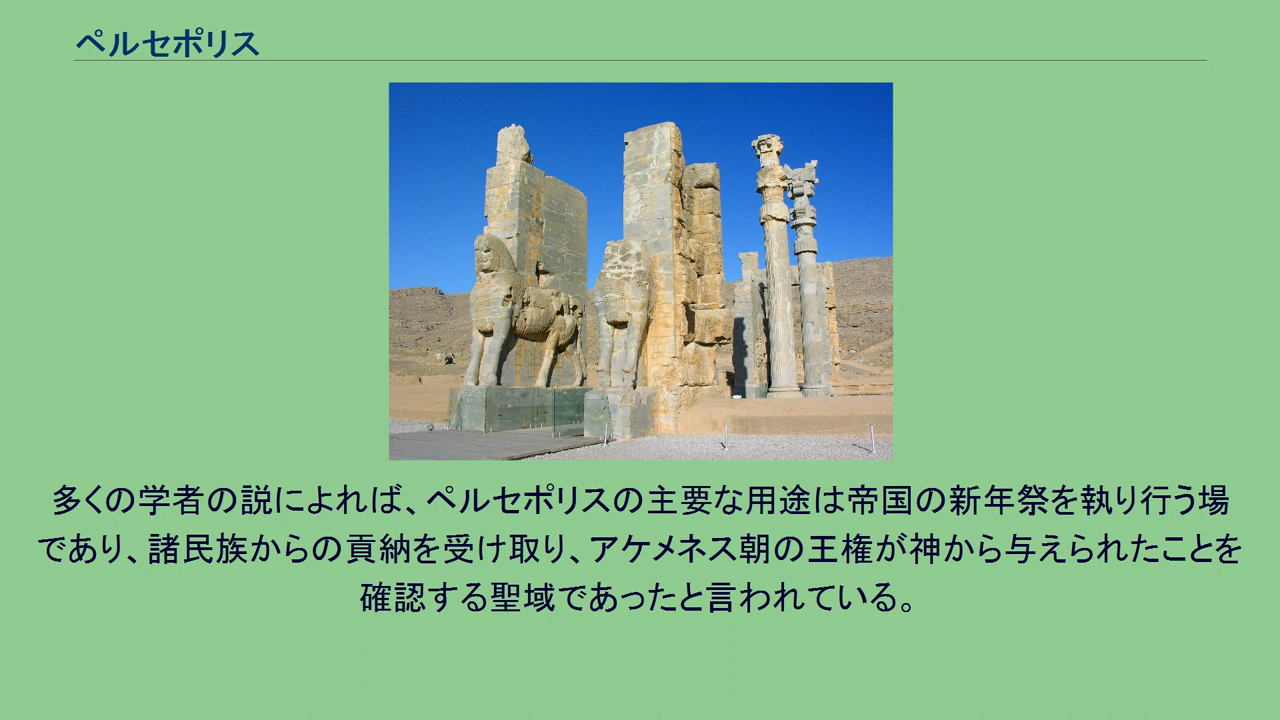 ペルセポリス
多くの学者の説によれば、ペルセポリスの主要な用途は帝国の新年祭を執り行う場
であり、諸民族からの貢納を受け取り、アケメネス朝の王権が神から与えられたことを
確認する聖域であったと言われている。